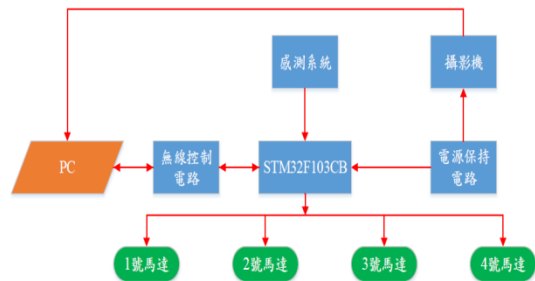 感測系統
攝影機
PC
無線控制
電路
STM32F103CB
電源保持
電路
1號馬達
2號馬達
3號馬達
4號馬達